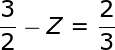 3/2 − Z = 2/3